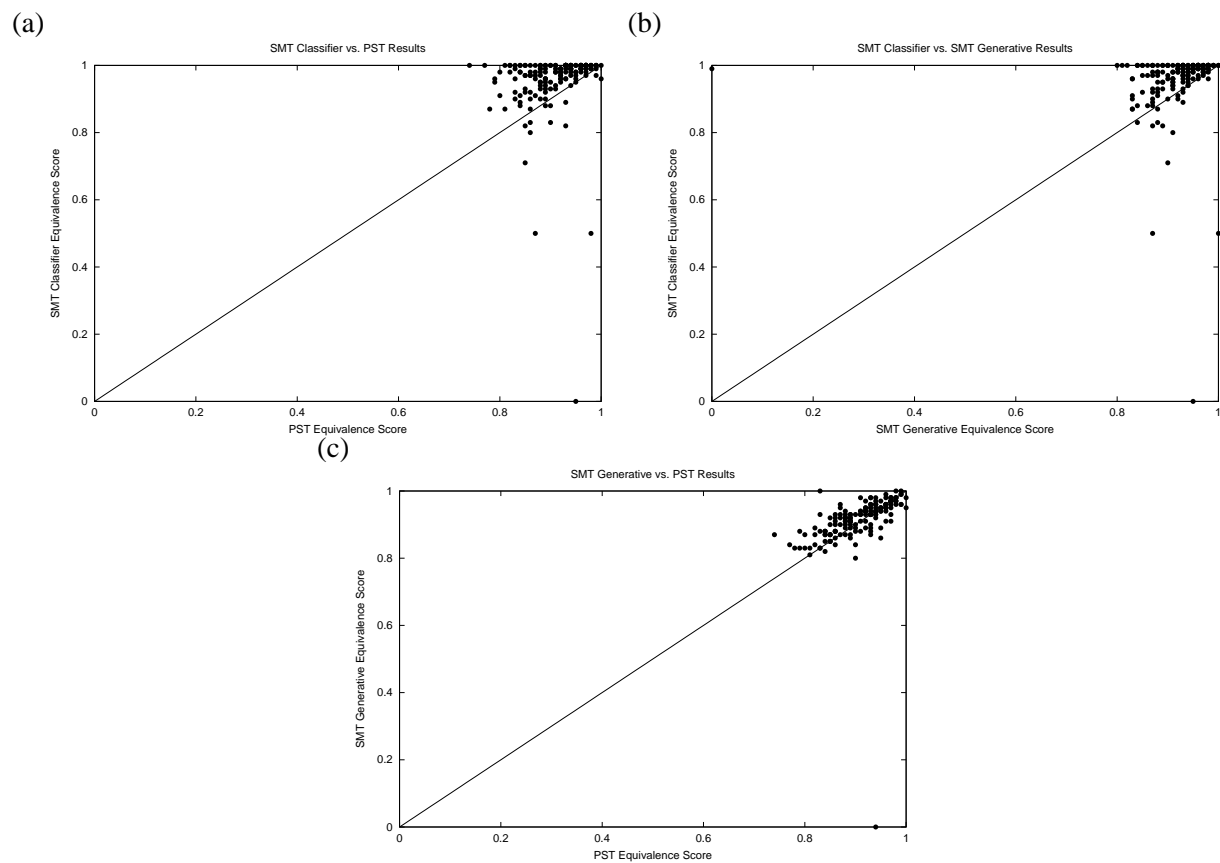 (a)
SMT Classifier vs. PST Results
SMT Classifier Equivalence Score
1
0.8
0.6
0.4
0.2
0
0 0.2 0.4 0.6 0.8 1
PST Equivalence Score
(b)
SMT Classifier vs. SMT Generative Results
SMT Classifier Equivalence Score
1
0.8
0.6
0.4
0.2
0
0 0.2 0.4 0.6 0.8 1
SMT Generative Equivalence Score
(c)
SMT Generative vs. PST Results
SMT Generative Equivalence Score
1
0.8
0.6
0.4
0.2
0
0 0.2 0.4 0.6 0.8 1
PST Equivalence Score